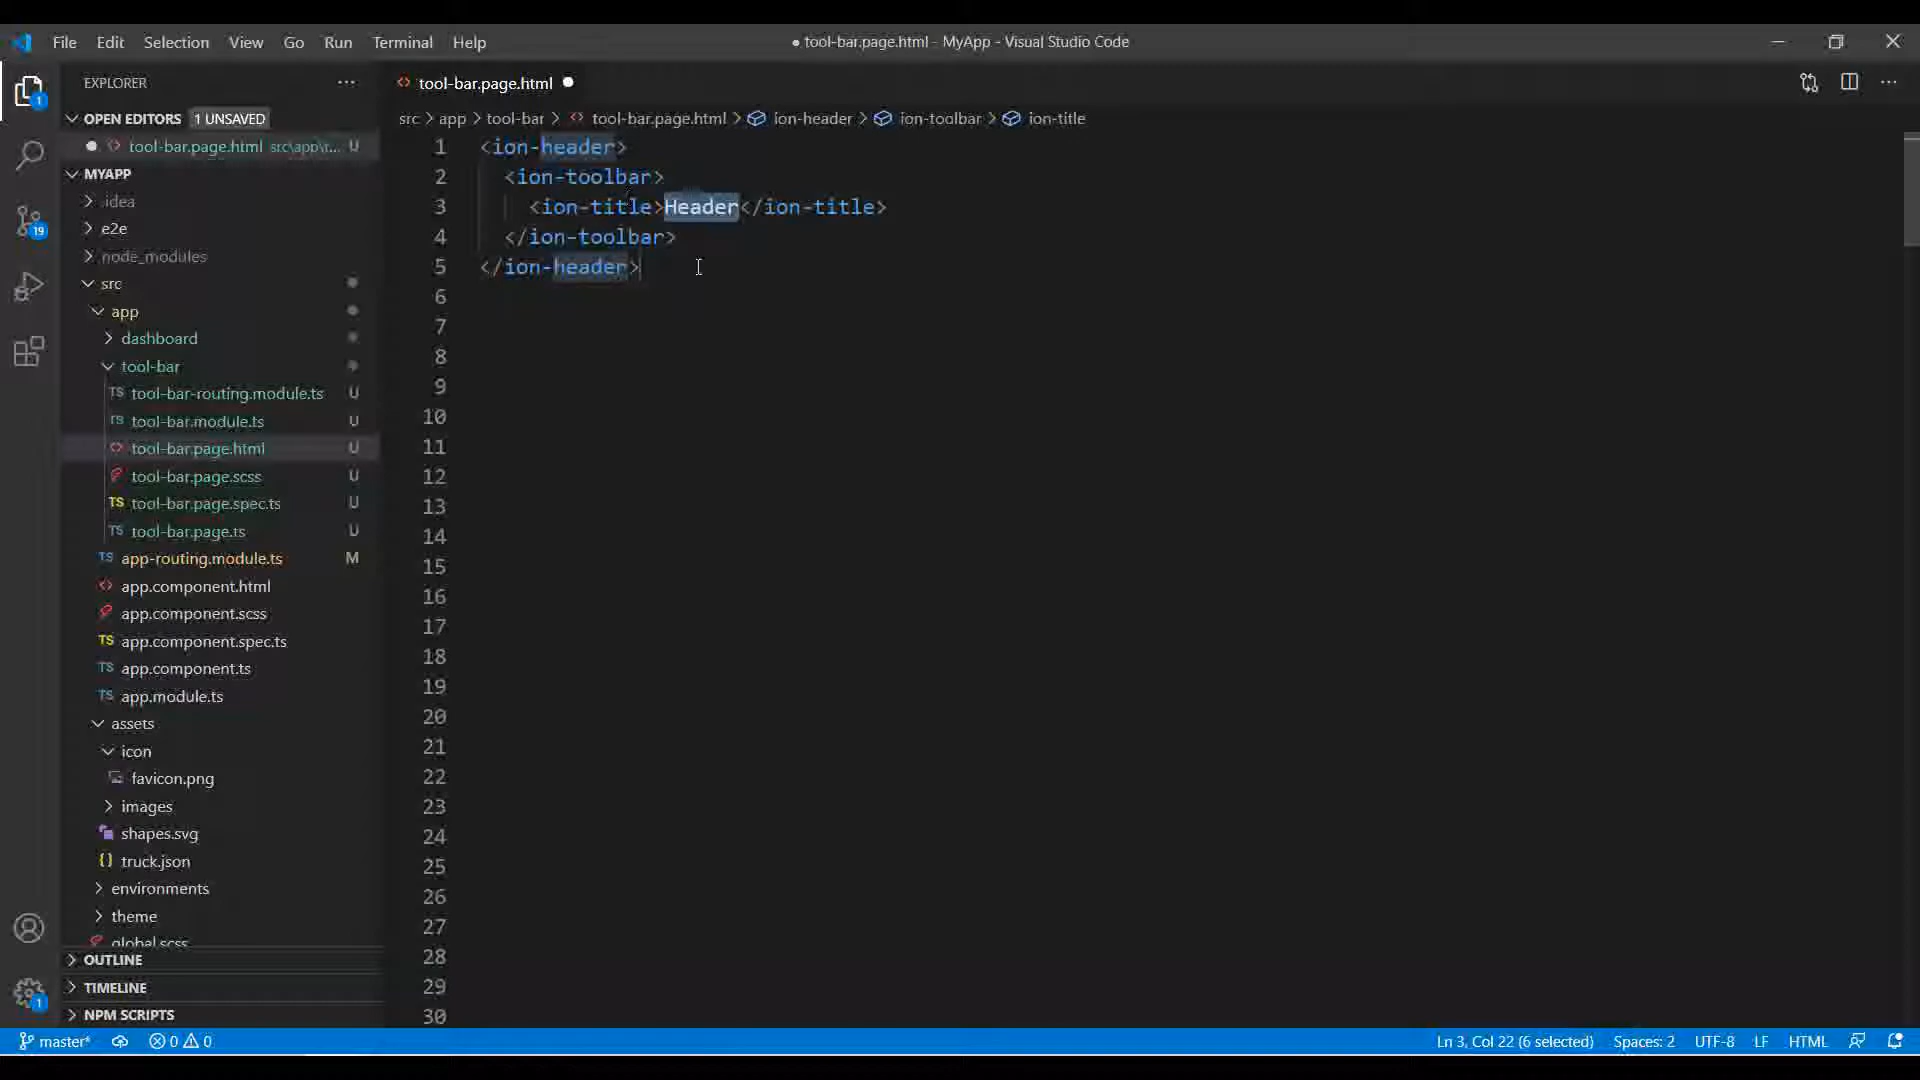 File Edit Selection View Go Run Terminal Help
● tool-bar.page.html - MyApp - Visual Studio Code
EXPLORER
OPEN EDITORS 1 UNSAVED
tool-bar.page.html src\app\t... U
MYAPP
.idea
e2e
node_modules
src
app
dashboard
tool-bar
tool-bar-routing.module.ts U
tool-bar.module.ts U
tool-bar.page.html U
tool-bar.page.scss U
tool-bar.page.spec.ts U
tool-bar.page.ts U
app-routing.module.ts M
app.component.html
app.component.scss
app.component.spec.ts
app.component.ts
app.module.ts
assets
icon
favicon.png
images
shapes.svg
truck.json
environments
theme
global.scss
OUTLINE
TIMELINE
NPM SCRIPTS
tool-bar.page.html
src > app > tool-bar > tool-bar.page.html > ion-header > ion-toolbar > ion-title
1 <ion-header>
2 <ion-toolbar>
3 <ion-title>Header</ion-title>
4 </ion-toolbar>
5 </ion-header>
6
7
8
9
10
11
12
13
14
15
16
17
18
19
20
21
22
23
24
25
26
27
28
29
30
1
19
1
master* 0 0 Ln 3, Col 22 (6 selected) Spaces: 2 UTF-8 LF HTML